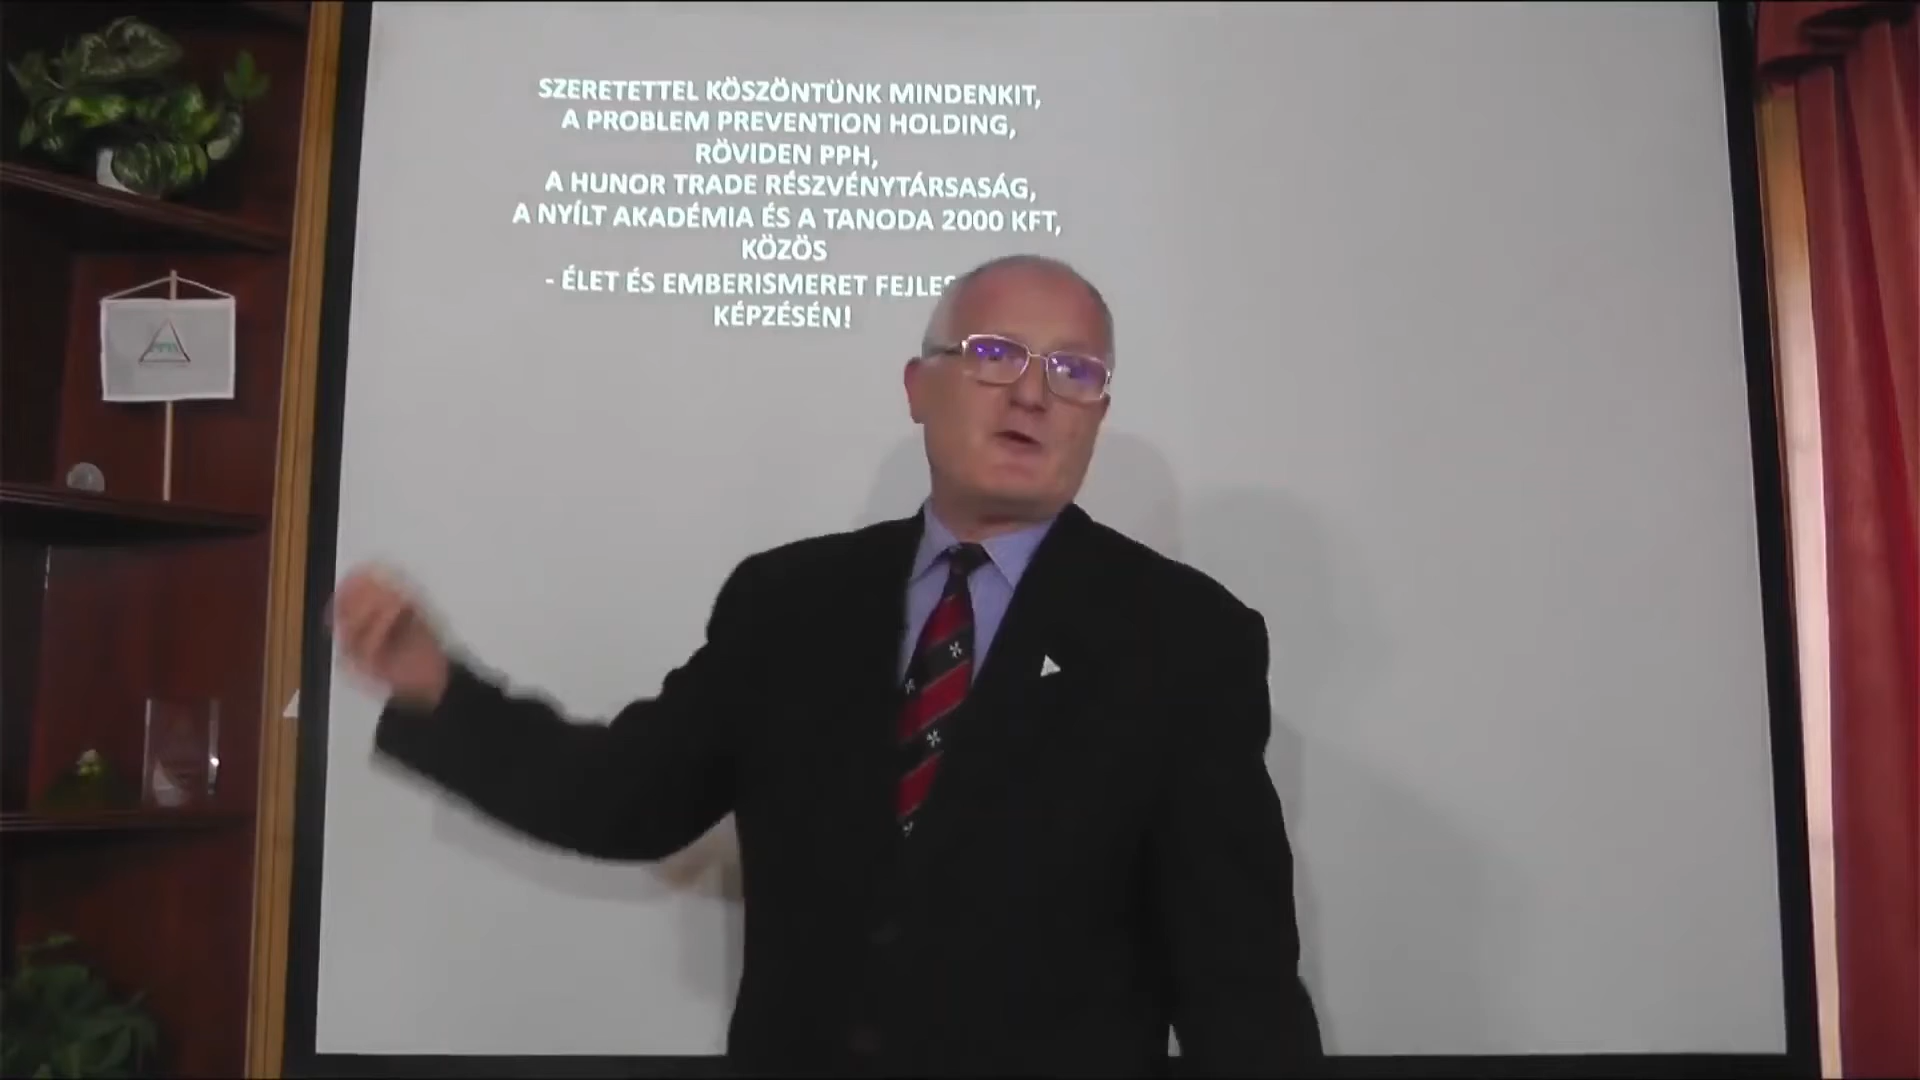 SZERETETTEL KÖSZÖNTÜNK MINDENKIT,
A PROBLEM PREVENTION HOLDING,
RÖVIDEN PPH,
A HUNOR TRADE RÉSZVÉNYTÁRSASÁG,
A NYÍLT AKADÉMIA ÉS A TANODA 2000 KFT,
KÖZÖS
- ÉLET ÉS EMBERISMERET
KÉPZÉSÉN!
PPH